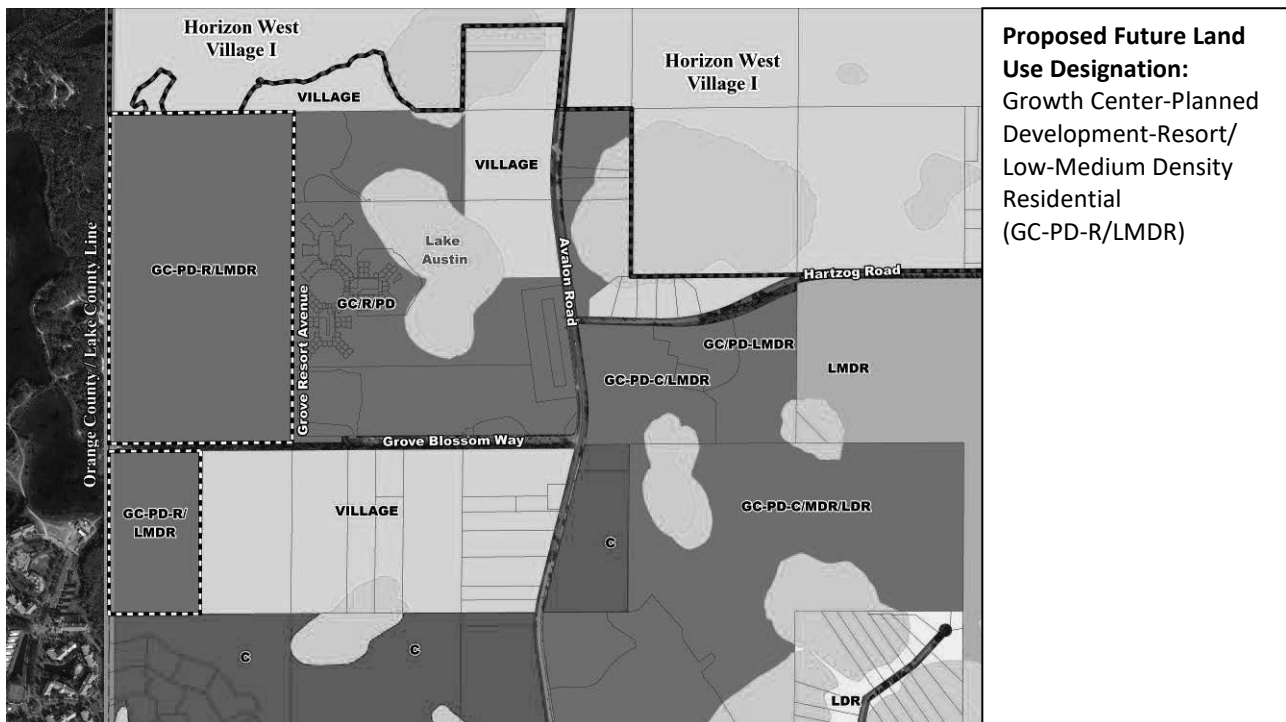 Horizon West
Village I
Horizon West
Village I
VILLAGE
VILLAGE
GC-PD-R/LMDR
Lake
Austin
GC/R/PD
Grove Resort Avenue
Avalon Road
Hartzog Road
GC/PD-LMDR
GC-PD-C/LMDR
LMDR
Orange County / Lake County Line
Grove Blossom Way
GC-PD-R/
LMDR
VILLAGE
GC-PD-C/MDR/LDR
C
C
C
LDR
Proposed Future Land
Use Designation:
Growth Center-Planned
Development-Resort/
Low-Medium Density
Residential
(GC-PD-R/LMDR)